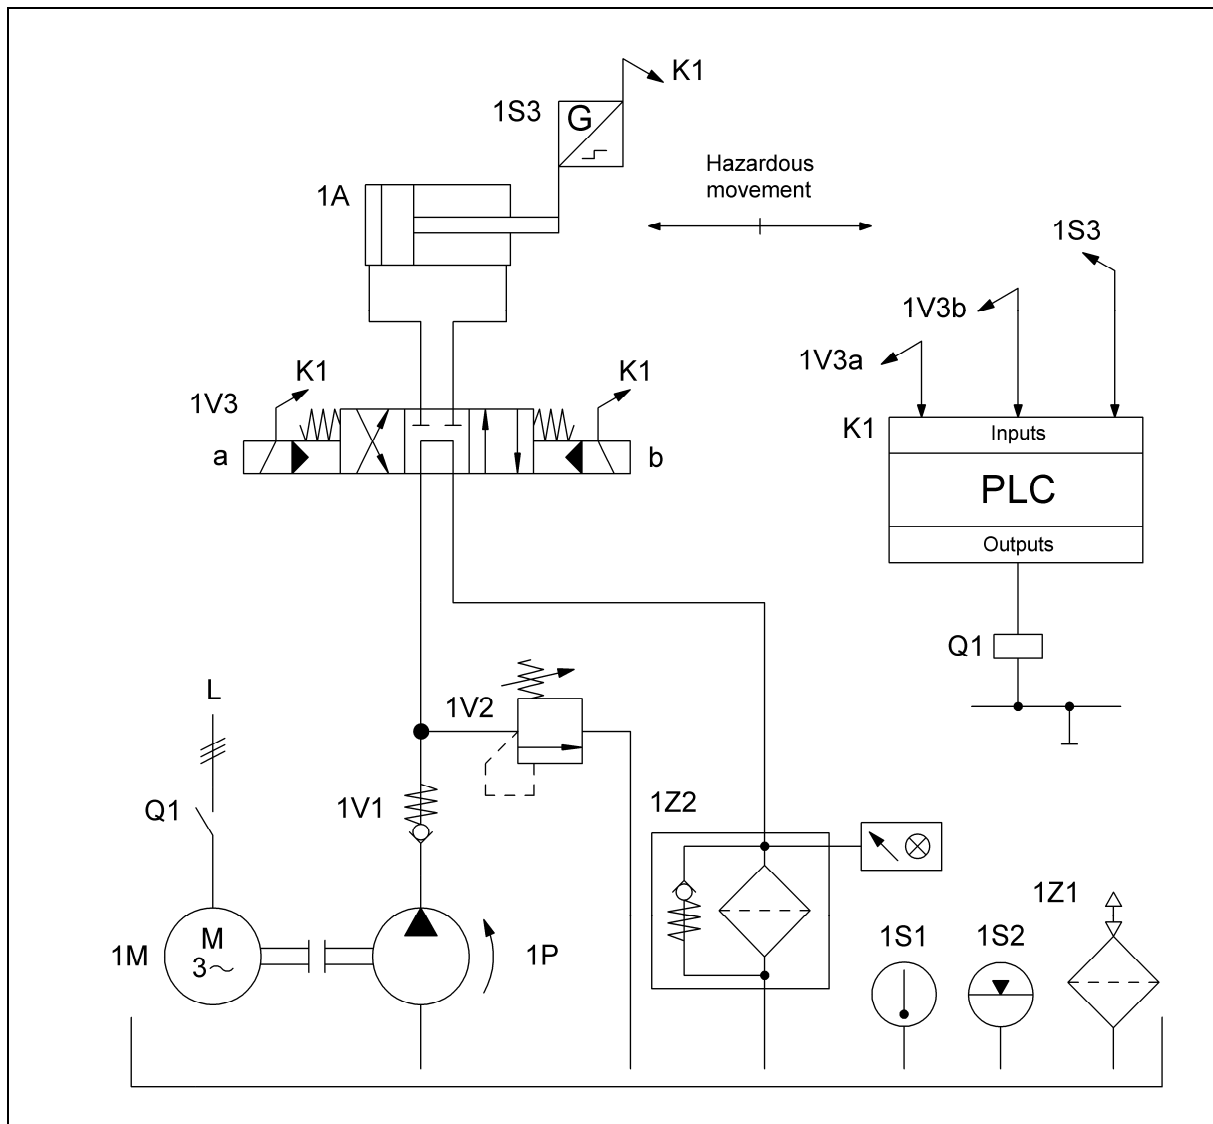 K1
1S3
G
Hazardous
movement
1A
1S3
1V3b
1V3a
K1
K1
1V3
a
b
K1
Inputs
PLC
Outputs
Q1
L
1V2
Q1
1V1
1Z2
1Z1
1M
M
3~
1P
1S1
1S2